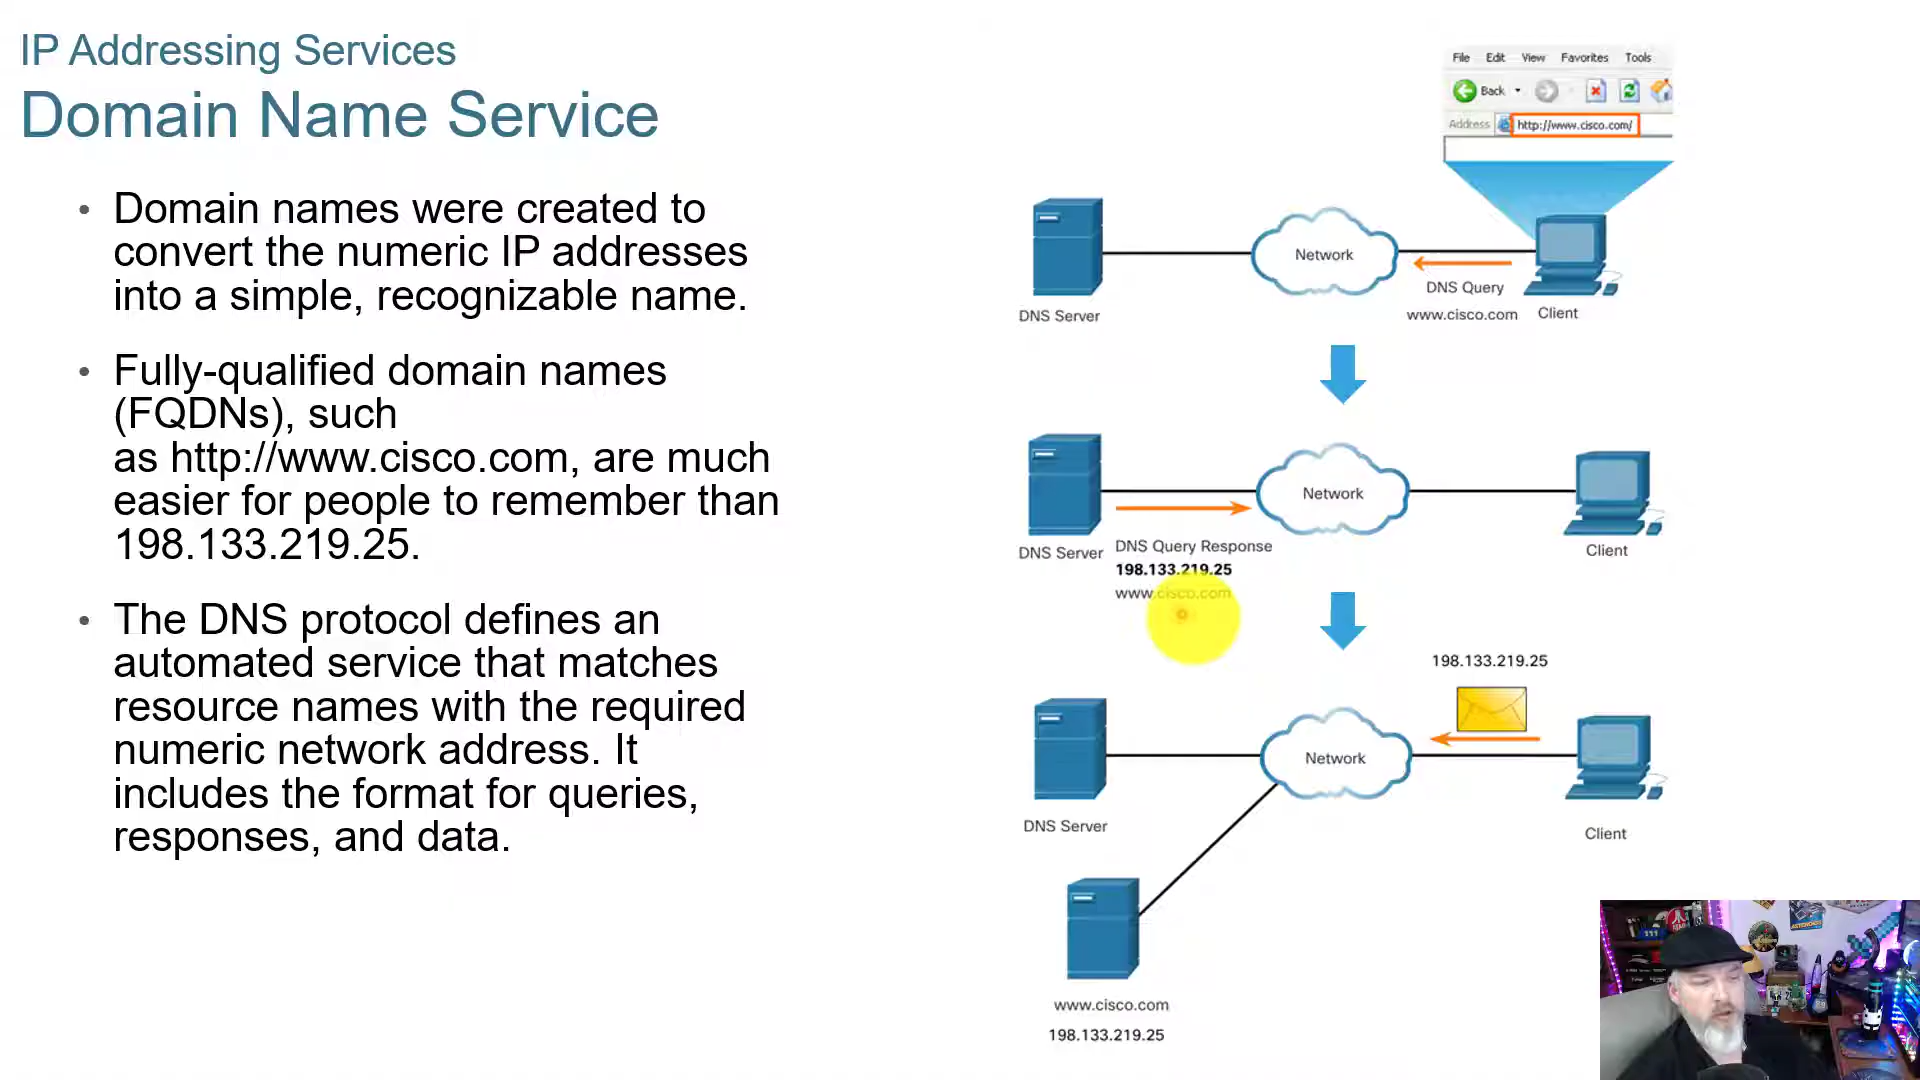 IP Addressing Services
Domain Name Service
• Domain names were created to
convert the numeric IP addresses
into a simple, recognizable name.
• Fully-qualified domain names
(FQDNs), such
as http://www.cisco.com, are much
easier for people to remember than
198.133.219.25.
• The DNS protocol defines an
automated service that matches
resource names with the required
numeric network address. It
includes the format for queries,
responses, and data.
File Edit View Favorites Tools
Back
Address http://www.cisco.com/
Network
DNS Query
www.cisco.com
DNS Server
Client
Network
DNS Server
DNS Query Response
198.133.219.25
www.cisco.com
Client
198.133.219.25
Network
DNS Server
Client
www.cisco.com
198.133.219.25